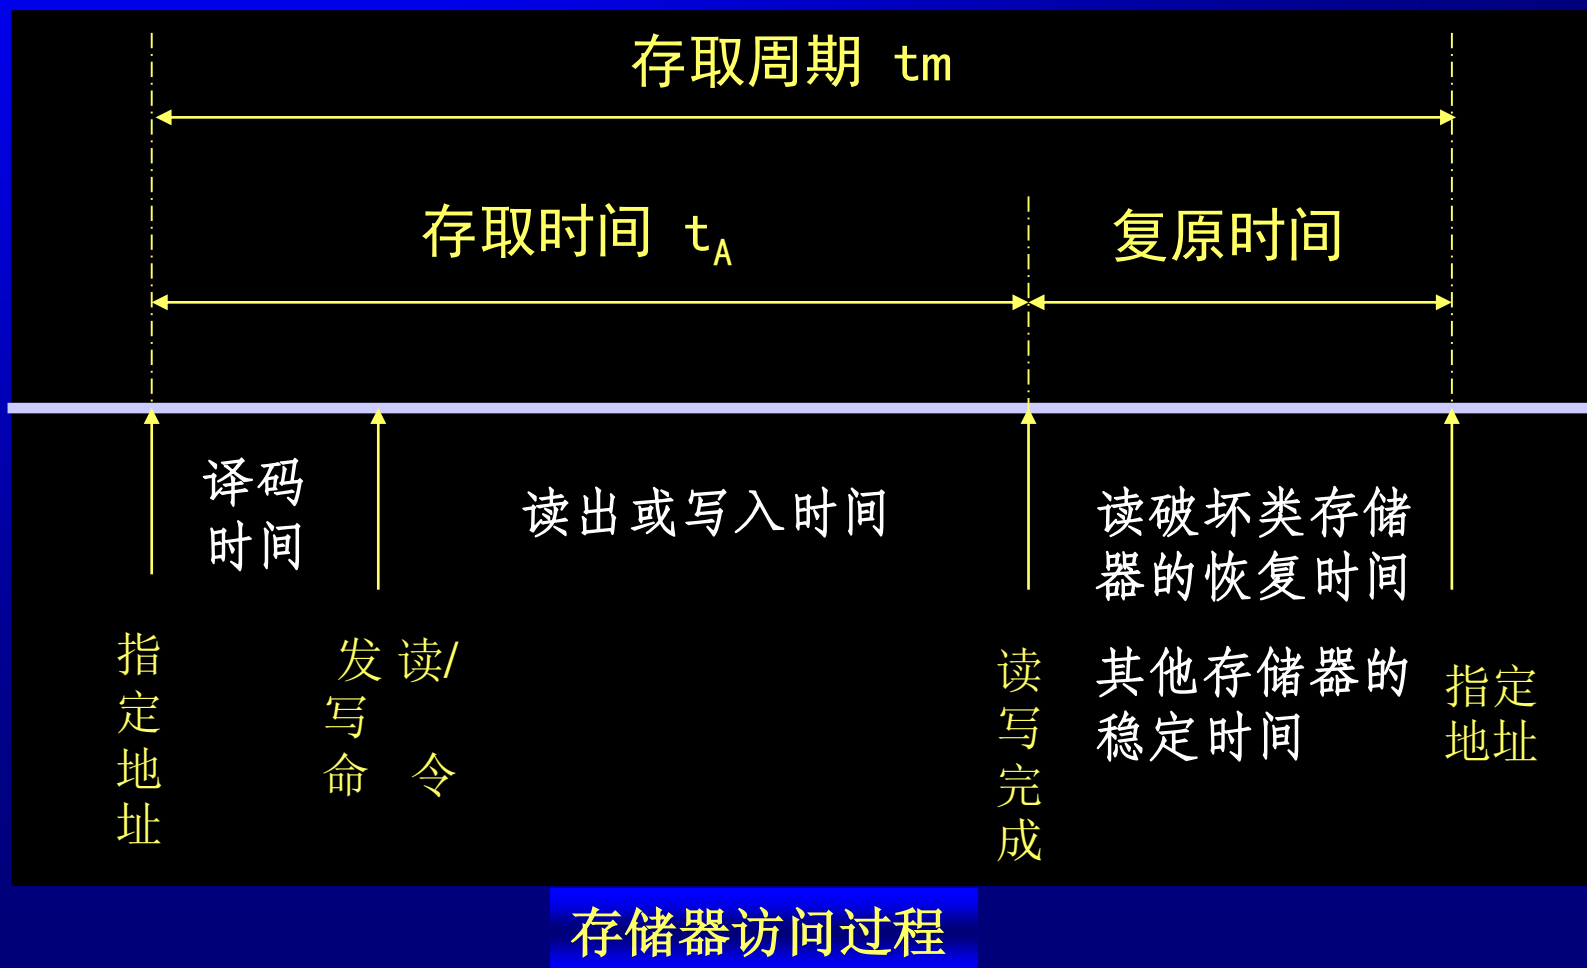 存取周期 tm
存取时间 tA
复原时间
译码
时间
读出或写入时间
读破坏类存储
器的恢复时间
其他存储器的
稳定时间
指
定
地
址
发 读/
写
命 令
读
写
完
成
指定
地址
存储器访问过程